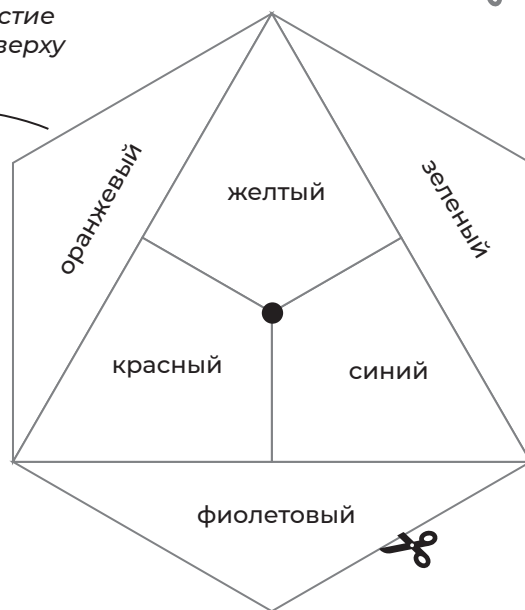 стие
верху
оранжевый
желтый
зеленый
красный
синий
фиолетовый